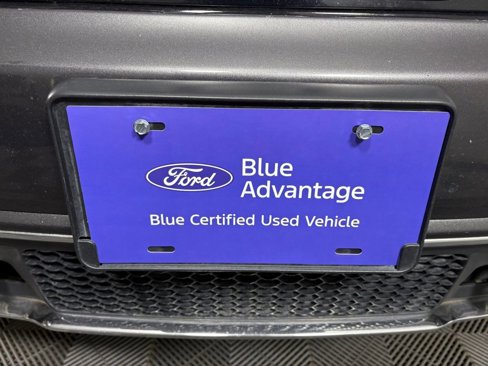 Ford
Blue
Advantage
Blue Certified Used Vehicle